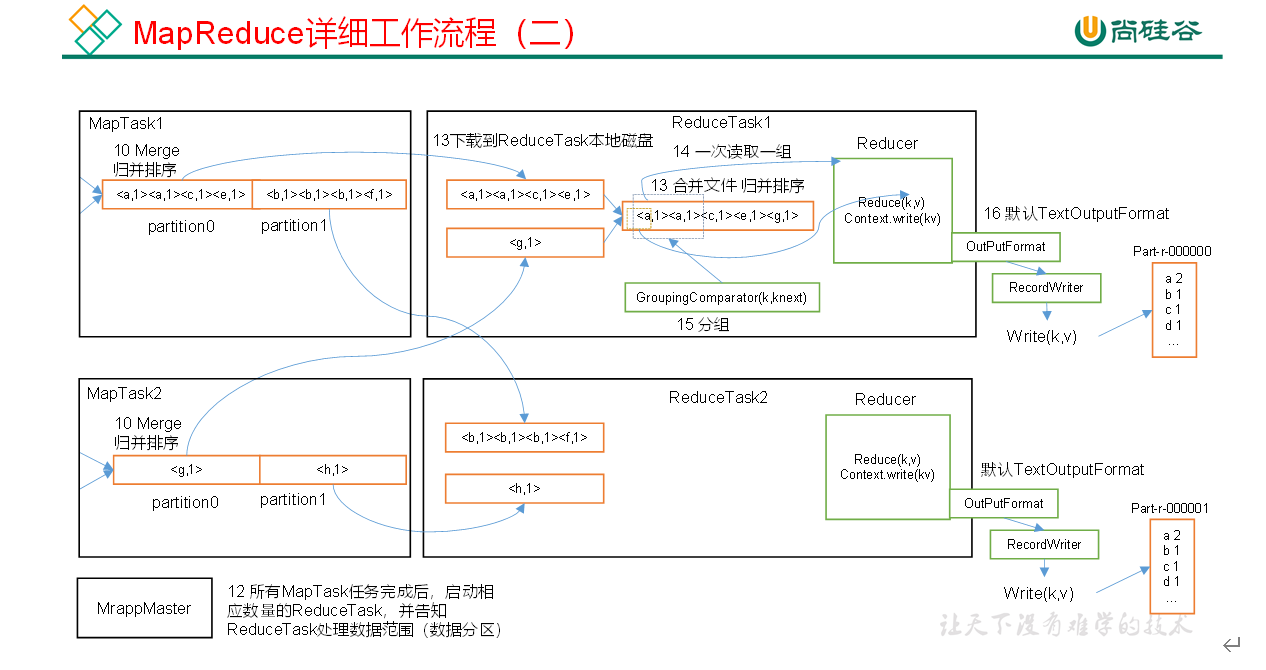 MapReduce详细工作流程（二）
尚硅谷
MapTask1
10 Merge
归并排序
<a,1><a,1><c,1><e,1>
<b,1><b,1><b,1><f,1>
partition0
partition1
ReduceTask1
13下载到ReduceTask本地磁盘
14 一次读取一组
Reducer
<a,1><a,1><c,1><e,1>
13 合并文件 归并排序
<a,1><a,1><c,1><e,1><g,1>
<g,1>
Reduce(k,v)
Context.write(kv)
GroupingComparator(k,knext)
15 分组
16 默认TextOutputFormat
OutPutFormat
RecordWriter
Write(k,v)
Part-r-000000
a 2
b 1
c 1
d 1
...
MapTask2
10 Merge
归并排序
<g,1>
<h,1>
partition0
partition1
ReduceTask2
Reducer
<b,1><b,1><b,1><f,1>
<h,1>
Reduce(k,v)
Context.write(kv)
默认TextOutputFormat
OutPutFormat
RecordWriter
Write(k,v)
Part-r-000001
a 2
b 1
c 1
d 1
...
MrappMaster
12 所有MapTask任务完成后，启动相
应数量的ReduceTask，并告知
ReduceTask处理数据范围（数据分区）
让天下没有难学的技术